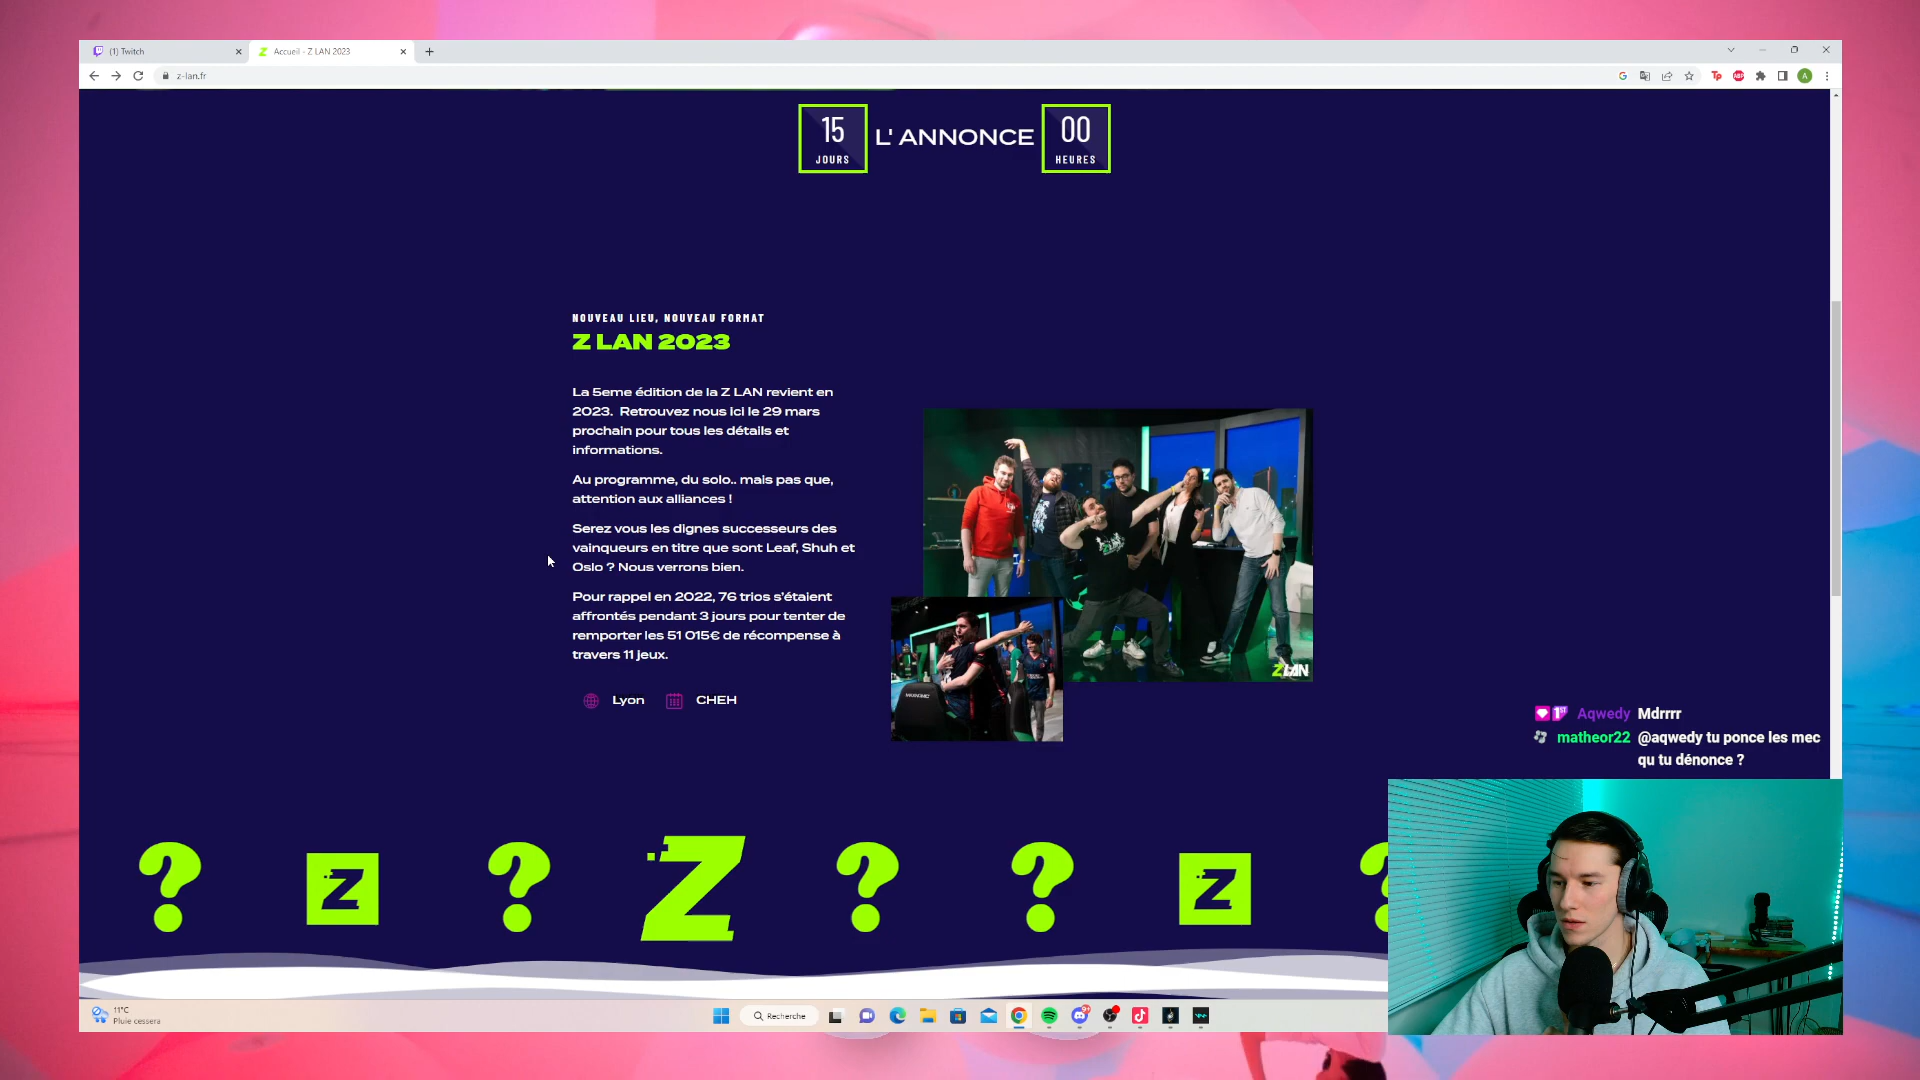 (1) Twitch
Accueil - Z LAN 2023
z-lan.fr
15
JOURS
L' ANNONCE
00
HEURES
NOUVEAU LIEU, NOUVEAU FORMAT
Z LAN 2023
La 5eme édition de la Z LAN revient en
2023. Retrouvez nous ici le 29 mars
prochain pour tous les détails et
informations.
Au programme, du solo.. mais pas que,
attention aux alliances !
Serez vous les dignes successeurs des
vainqueurs en titre que sont Leaf, Shuh et
Oslo ? Nous verrons bien.
Pour rappel en 2022, 76 trios s'étaient
affrontés pendant 3 jours pour tenter de
remporter les 51 015€ de récompense à
travers 11 jeux.
Lyon
CHEH
ZLAN
Aqwedy Mdrrrr
matheor22 @aqwedy tu ponce les mec
qu tu dénonce ?
? Z ? Z ? ? Z ?
11°C
Pluie cessera
Recherche